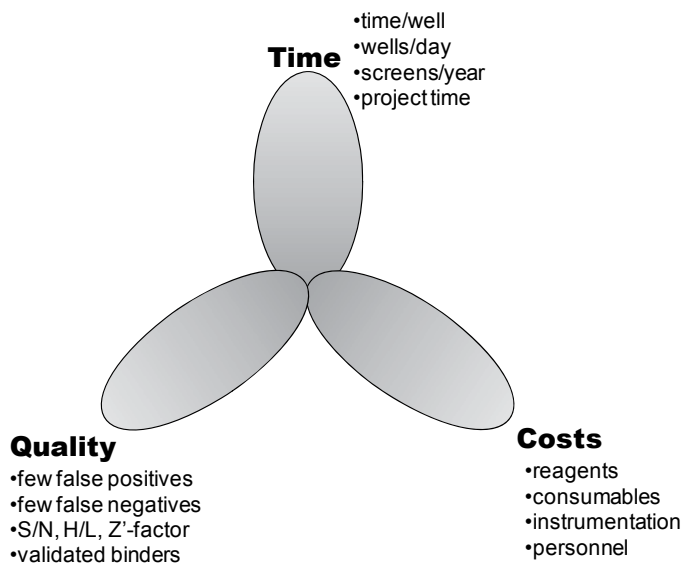 Time
•time/well
•wells/day
•screens/year
•project time
Quality
•few false positives
•few false negatives
•S/N, H/L, Z’-factor
•validated binders
Costs
•reagents
•consumables
•instrumentation
•personnel